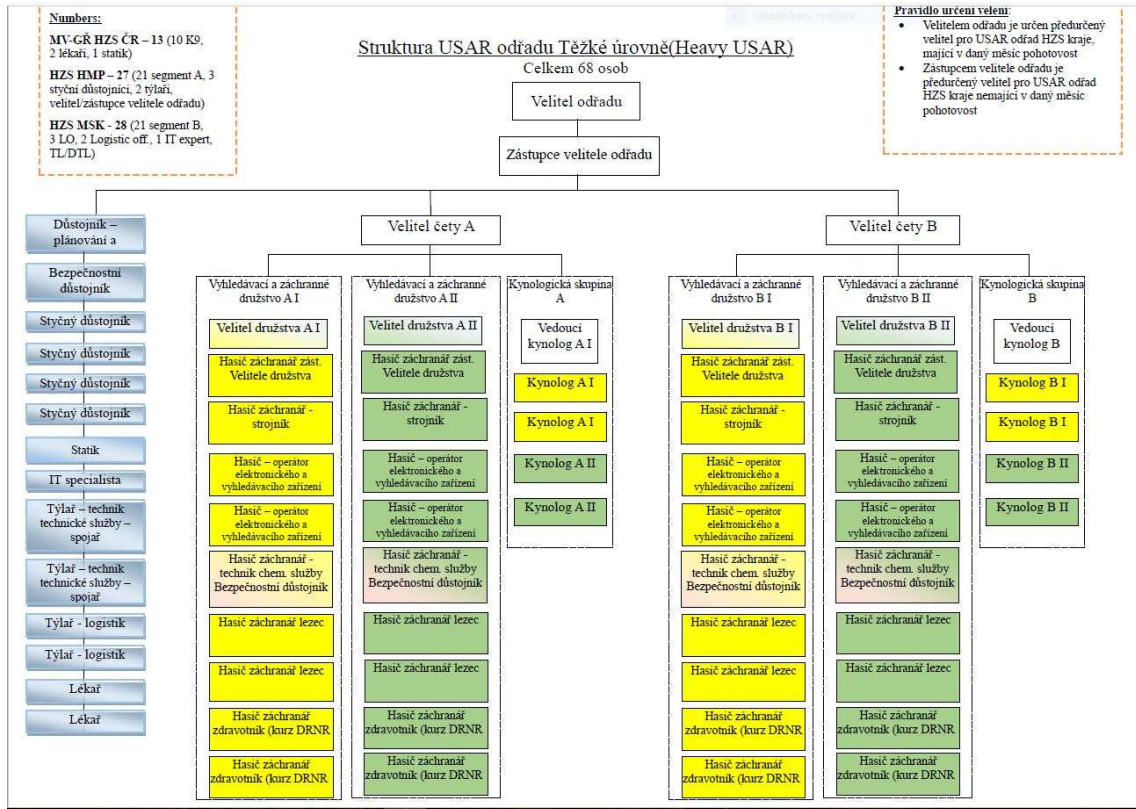 Numbers:
MV-GŘ HZS ČR – 13 (10 K9,
2 lékaři, 1 statik)
HZS HMP – 27 (21 segment A, 3
styční důstojníci, 2 týlaři,
velitel/zástupce velitele odřadu)
HZS MSK - 28 (21 segment B,
3 LO, 2 Logistic off., 1 IT expert,
TL/DTL)
Struktura USAR odřadu Těžké úrovně(Heavy USAR)
Celkem 68 osob
Pravidlo určení velení:
• Velitelem odřadu je určen předurčený
velitel pro USAR odřad HZS kraje,
mající v daný měsíc pohotovost
• Zástupcem velitele odřadu je
předurčený velitel pro USAR odřad
HZS kraje nemající v daný měsíc
pohotovost
Velitel odřadu
Zástupce velitele odřadu
Důstojník –
plánování a
Bezpečnostní
důstojník
Styčný důstojník
Styčný důstojník
Styčný důstojník
Styčný důstojník
Statik
IT specialista
Týlař – technik
technické služby –
spojař
Týlař – technik
technické služby –
spojař
Týlař - logistik
Týlař - logistik
Lékař
Lékař
Velitel čety A
Vyhledávací a záchranné
družstvo A I
Velitel družstva A I
Hasič záchranář zást.
Velitele družstva
Hasič záchranář -
strojník
Hasič – operátor
elektronického a
vyhledávacího zařízení
Hasič – operátor
elektronického a
vyhledávacího zařízení
Hasič záchranář -
technik chem. služby
Bezpečnostní důstojník
Hasič záchranář lezec
Hasič záchranář lezec
Hasič záchranář
zdravotník (kurz DRNR
Hasič záchranář
zdravotník (kurz DRNR
Vyhledávací a záchranné
družstvo A II
Velitel družstva A II
Hasič záchranář zást.
Velitele družstva
Hasič záchranář -
strojník
Hasič – operátor
elektronického a
vyhledávacího zařízení
Hasič – operátor
elektronického a
vyhledávacího zařízení
Hasič záchranář -
technik chem. služby
Bezpečnostní důstojník
Hasič záchranář lezec
Hasič záchranář lezec
Hasič záchranář
zdravotník (kurz DRNR
Hasič záchranář
zdravotník (kurz DRNR
Kynologická skupina
A
Vedoucí
kynolog A I
Kynolog A I
Kynolog A I
Kynolog A II
Kynolog A II
Velitel čety B
Vyhledávací a záchranné
družstvo B I
Velitel družstva B I
Hasič záchranář zást.
Velitele družstva
Hasič záchranář -
strojník
Hasič – operátor
elektronického a
vyhledávacího zařízení
Hasič – operátor
elektronického a
vyhledávacího zařízení
Hasič záchranář -
technik chem. služby
Bezpečnostní důstojník
Hasič záchranář lezec
Hasič záchranář lezec
Hasič záchranář
zdravotník (kurz DRNR
Hasič záchranář
zdravotník (kurz DRNR
Vyhledávací a záchranné
družstvo B II
Velitel družstva B II
Hasič záchranář zást.
Velitele družstva
Hasič záchranář -
strojník
Hasič – operátor
elektronického a
vyhledávacího zařízení
Hasič – operátor
elektronického a
vyhledávacího zařízení
Hasič záchranář -
technik chem. služby
Bezpečnostní důstojník
Hasič záchranář lezec
Hasič záchranář lezec
Hasič záchranář
zdravotník (kurz DRNR
Hasič záchranář
zdravotník (kurz DRNR
Kynologická skupina
B
Vedoucí
kynolog B
Kynolog B I
Kynolog B I
Kynolog B II
Kynolog B II